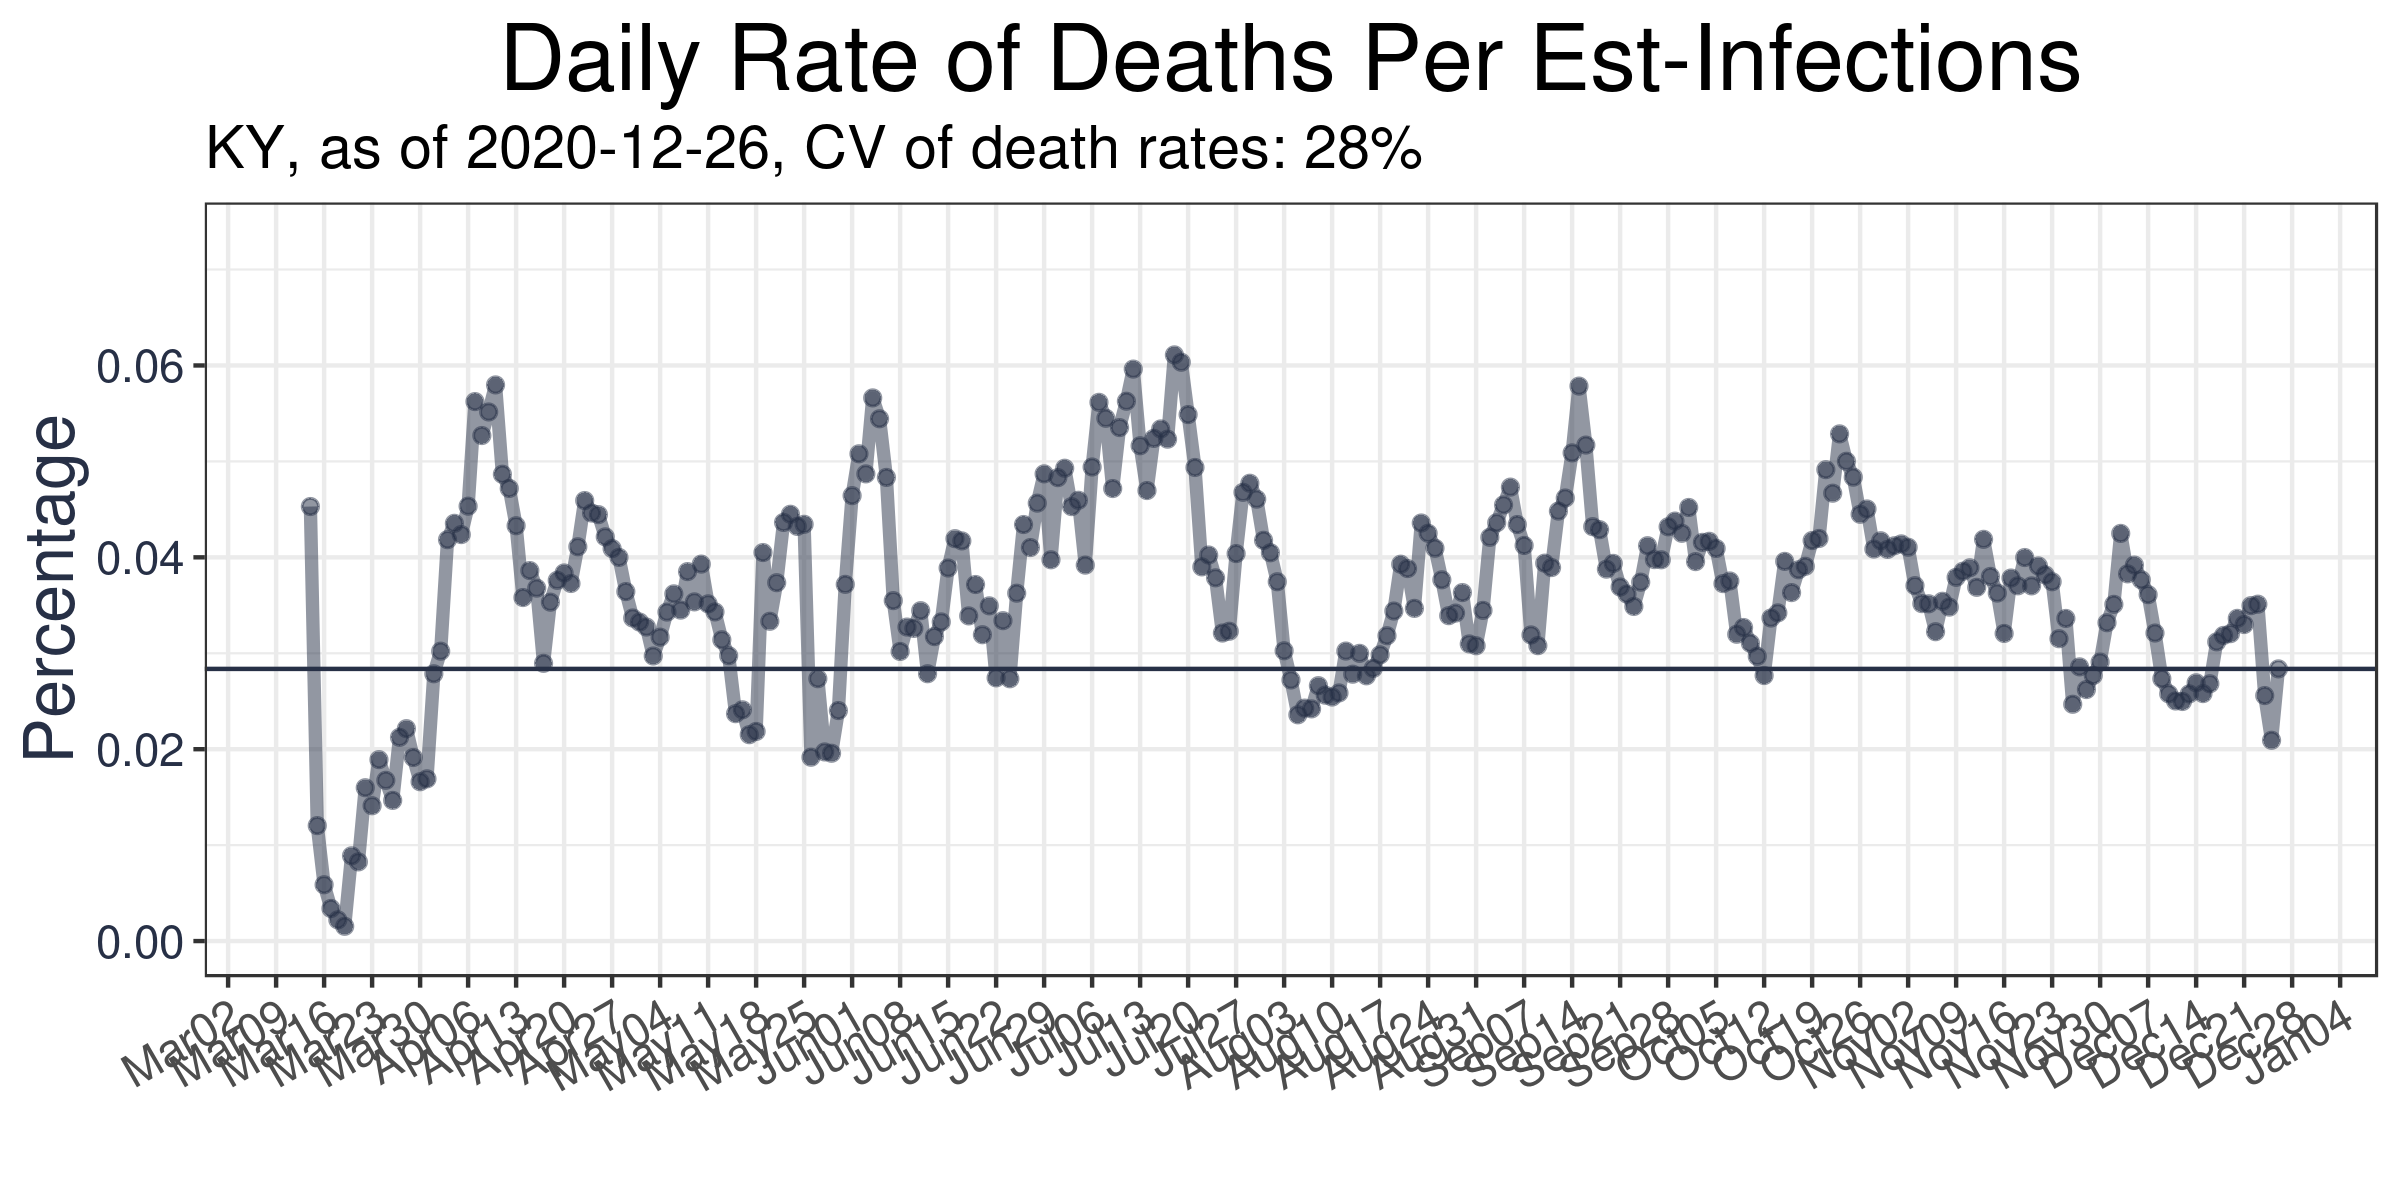 Daily Rate of Deaths Per Est-Infections
KY, as of 2020-12-26, CV of death rates: 28%
Percentage
0.06
0.04
0.02
0.00
Mar02
Mar09
Mar16
Mar23
Mar30
Apr06
Apr13
Apr20
Apr27
May04
May11
May18
May25
Jun01
Jun08
Jun15
Jun22
Jun29
Jul06
Jul13
Jul20
Jul27
Aug03
Aug10
Aug17
Aug24
Aug31
Sep07
Sep14
Sep21
Sep28
Oct05
Oct12
Oct19
Oct26
Nov02
Nov09
Nov16
Nov23
Nov30
Dec07
Dec14
Dec21
Dec28
Jan04